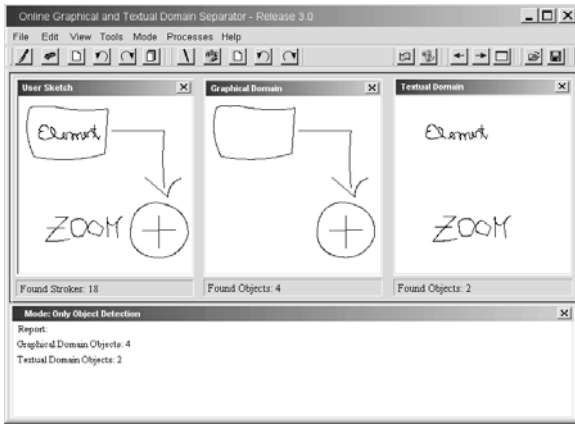 Online Graphical and Textual Domain Separator - Release 3.0
File Edit View Tools Mode Processes Help
User Sketch
Graphical Domain
Textual Domain
Element
Element
ZOOM
ZOOM
Found Strokes: 18
Found Objects: 4
Found Objects: 2
Mode: Only Object Detection
Report:
Graphical Domain Objects: 4
Textual Domain Objects: 2